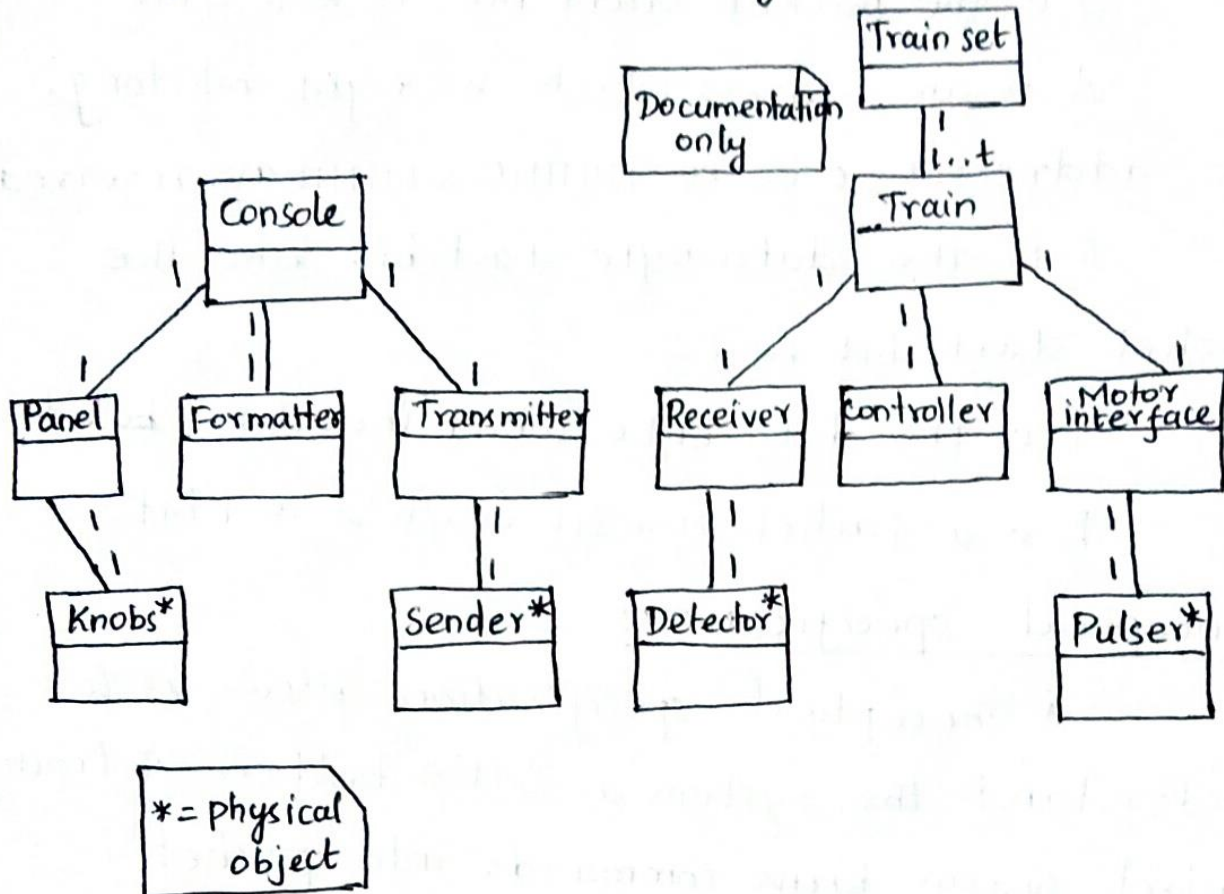 Train set
Documentation
only
1
1..t
Console
Train
1
1
1
1
1
1
1
1
1
1
1
1
Panel
Formatter
Transmitter
Receiver
Controller
Motor
interface
1
1
1
1
1
1
1
1
Knobs*
Sender*
Detector*
Pulser*
*= physical
object